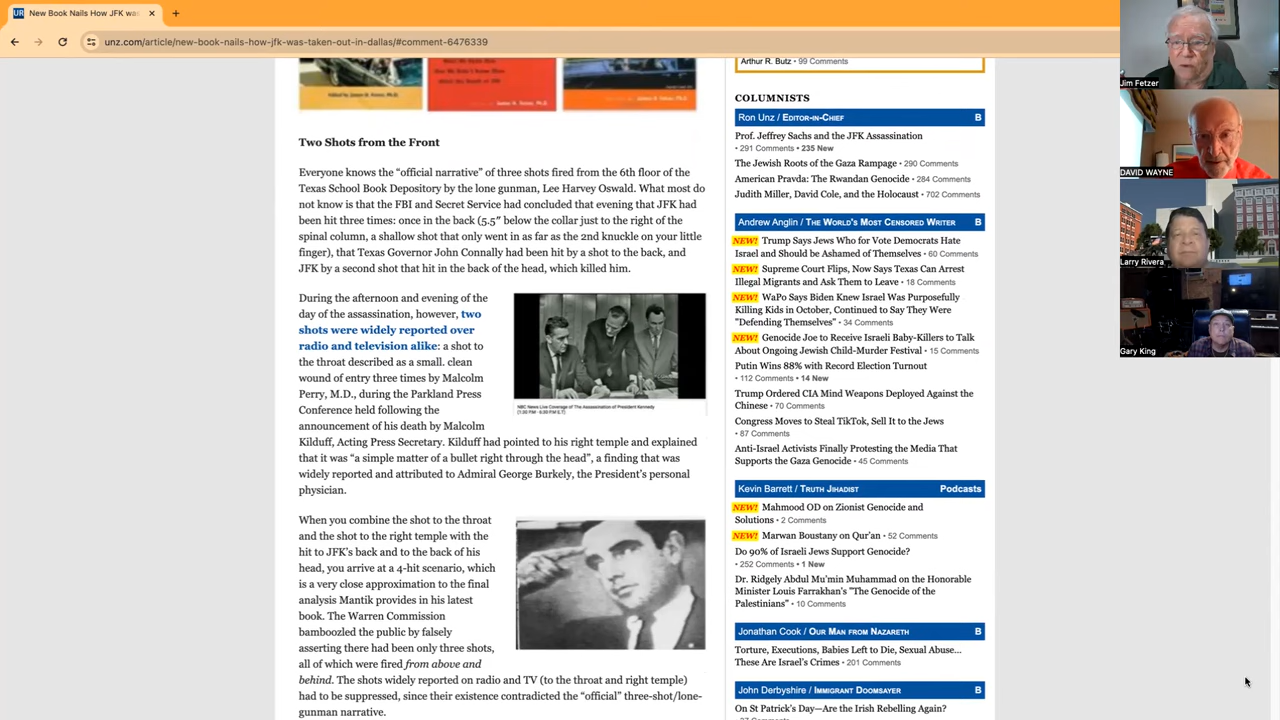 New Book Nails How JFK wa
unz.com/article/new-book-nails-how-jfk-was-taken-out-in-dallas/#comment-6476339
Two Shots from the Front
Everyone knows the “official narrative” of three shots fired from the 6th floor of the
Texas School Book Depository by the lone gunman, Lee Harvey Oswald. What most do
not know is that the FBI and Secret Service had concluded that evening that JFK had
been hit three times: once in the back (5.5″ below the collar just to the right of the
spinal column, a shallow shot that only went in as far as the 2nd knuckle on your little
finger), that Texas Governor John Connally had been hit by a shot to the back, and
JFK by a second shot that hit in the back of the head, which killed him.
During the afternoon and evening of the
day of the assassination, however, two
shots were widely reported over
radio and television alike: a shot to
the throat described as a small. clean
wound of entry three times by Malcolm
Perry, M.D., during the Parkland Press
Conference held following the
announcement of his death by Malcolm
Kilduff, Acting Press Secretary. Kilduff had pointed to his right temple and explained
that it was “a simple matter of a bullet right through the head”, a finding that was
widely reported and attributed to Admiral George Burkely, the President’s personal
physician.
NBC News Live Coverage of The Assassination of President Kennedy
When you combine the shot to the throat
and the shot to the right temple with the
hit to JFK’s back and to the back of his
head, you arrive at a 4-hit scenario, which
is a very close approximation to the final
analysis Mantik provides in his latest
book. The Warren Commission
bamboozled the public by falsely
asserting there had been only three shots,
all of which were fired from above and
behind. The shots widely reported on radio and TV (to the throat and right temple)
had to be suppressed, since their existence contradicted the “official” three-shot/lone-
gunman narrative.
Arthur R. Butz • 99 Comments
COLUMNISTS
Ron Unz / EDITOR-IN-CHIEF B
Prof. Jeffrey Sachs and the JFK Assassination
• 291 Comments • 235 New
The Jewish Roots of the Gaza Rampage • 290 Comments
American Pravda: The Rwandan Genocide • 284 Comments
Judith Miller, David Cole, and the Holocaust • 702 Comments
Andrew Anglin / THE WORLD'S MOST CENSORED WRITER B
NEW! Trump Says Jews Who for Vote Democrats Hate
Israel and Should be Ashamed of Themselves • 60 Comments
NEW! Supreme Court Flips, Now Says Texas Can Arrest
Illegal Migrants and Ask Them to Leave • 18 Comments
NEW! WaPo Says Biden Knew Israel Was Purposefully
Killing Kids in October, Continued to Say They Were
"Defending Themselves" • 34 Comments
NEW! Genocide Joe to Receive Israeli Baby-Killers to Talk
About Ongoing Jewish Child-Murder Festival • 15 Comments
Putin Wins 88% with Record Election Turnout
• 112 Comments • 14 New
Trump Ordered CIA Mind Weapons Deployed Against the
Chinese • 70 Comments
Congress Moves to Steal TikTok, Sell It to the Jews
• 87 Comments
Anti-Israel Activists Finally Protesting the Media That
Supports the Gaza Genocide • 45 Comments
Kevin Barrett / TRUTH JIHADIST Podcasts
NEW! Mahmood OD on Zionist Genocide and
Solutions • 2 Comments
NEW! Marwan Boustany on Qur’an • 52 Comments
Do 90% of Israeli Jews Support Genocide?
• 252 Comments • 1 New
Dr. Ridgely Abdul Mu’min Muhammad on the Honorable
Minister Louis Farrakhan's "The Genocide of the
Palestinians" • 10 Comments
Jonathan Cook / OUR MAN FROM NAZARETH B
Torture, Executions, Babies Left to Die, Sexual Abuse…
These Are Israel’s Crimes • 201 Comments
John Derbyshire / IMMIGRANT DOOMSAYER B
On St Patrick’s Day—Are the Irish Rebelling Again?
Jim Fetzer
DAVID WAYNE
Larry Rivera
Gary King